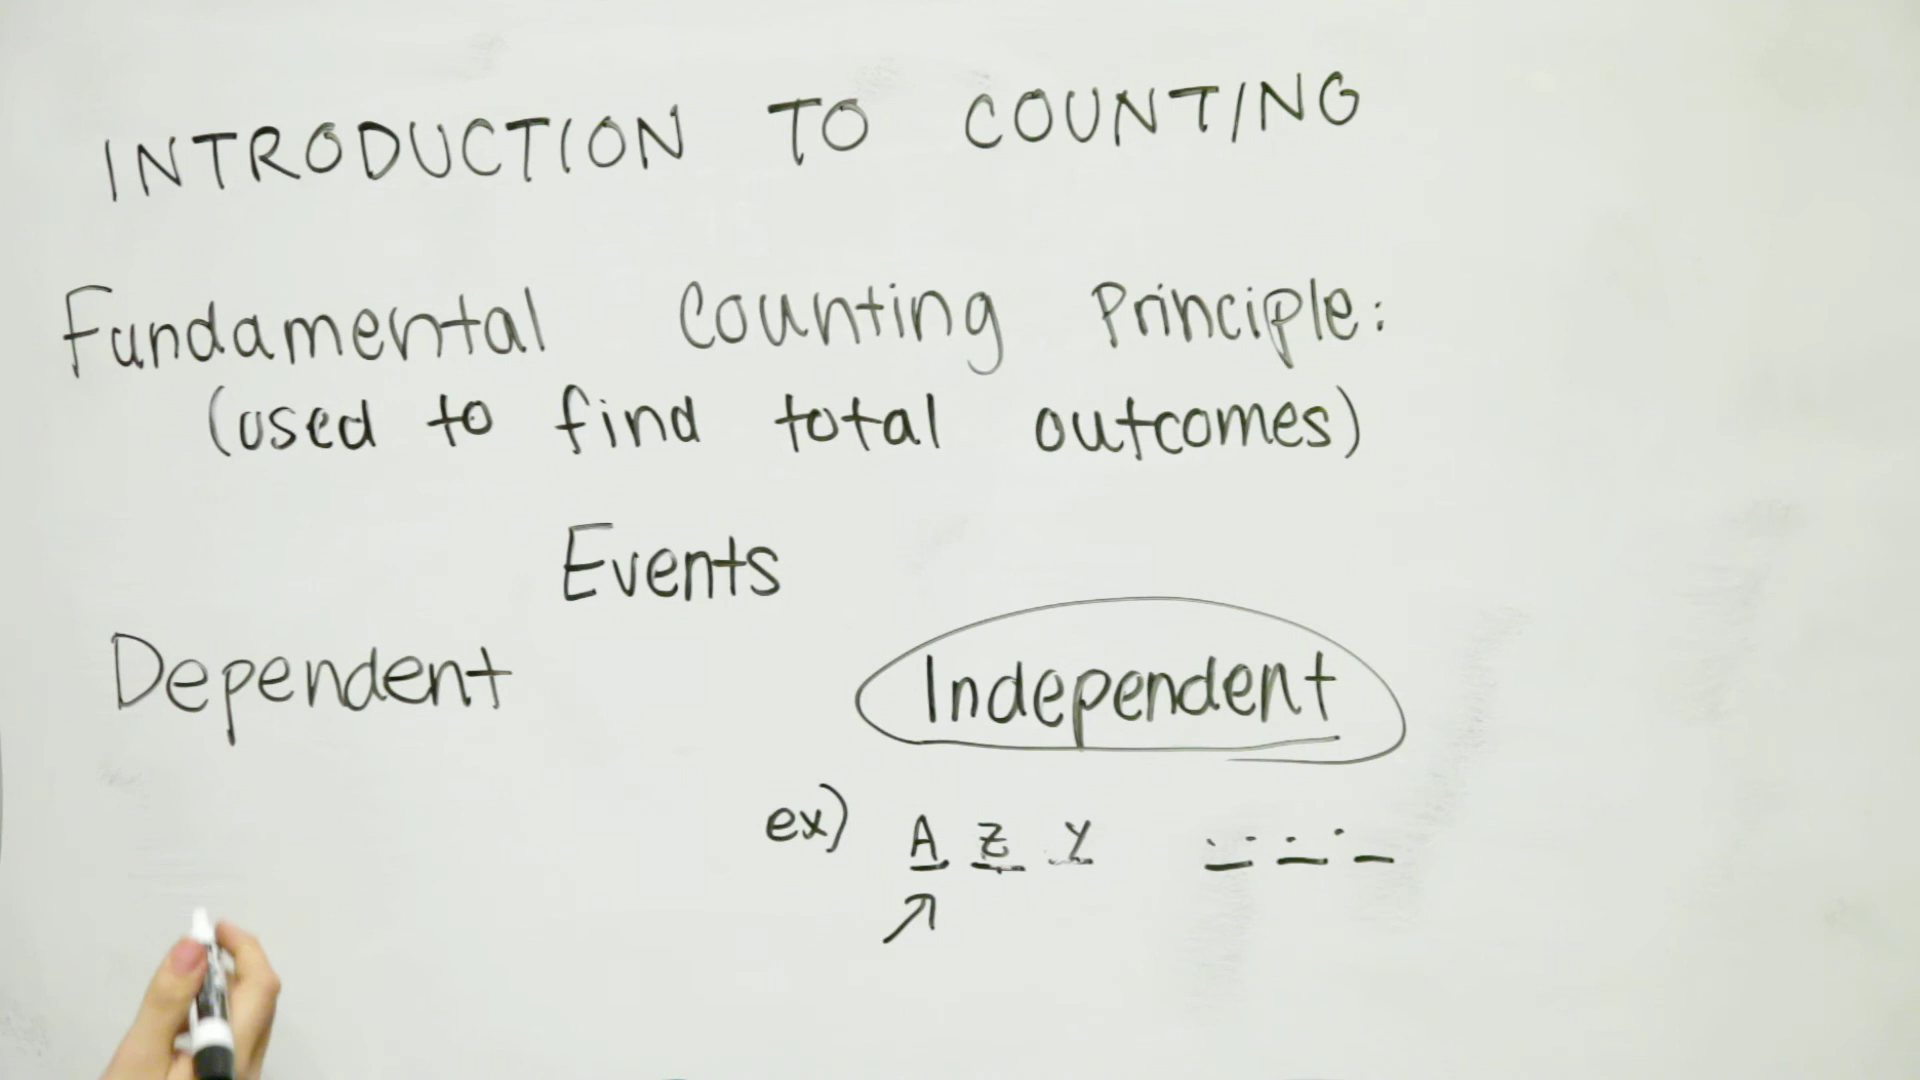 INTRODUCTION TO COUNTING
Fundamental Counting Principle:
(used to find total outcomes)
Events
Dependent Independent
ex) A Z Y _ _ _